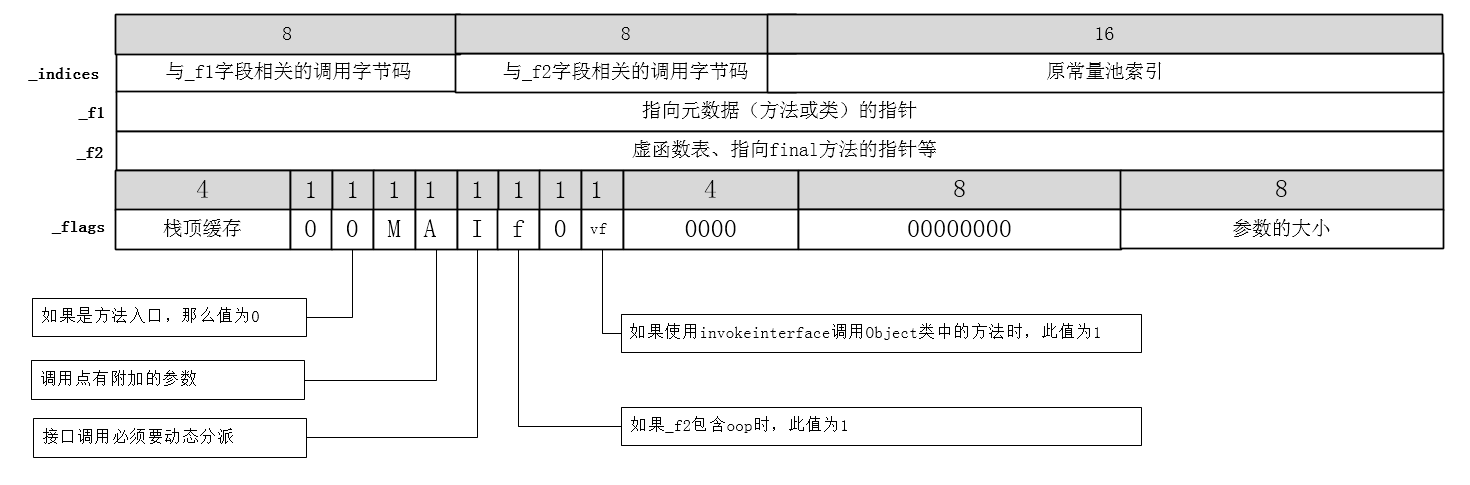 8 8 16
_indices 与_f1字段相关的调用字节码 与_f2字段相关的调用字节码 原常量池索引
_f1 指向元数据（方法或类）的指针
_f2 虚函数表、指向final方法的指针等
4 1 1 1 1 1 1 1 1 4 8 8
_flags 栈顶缓存 0 0 M A I f 0 vf 0000 00000000 参数的大小
如果是方法入口，那么值为0
如果使用invokeinterface调用Object类中的方法时，此值为1
调用点有附加的参数
如果_f2包含oop时，此值为1
接口调用必须要动态分派